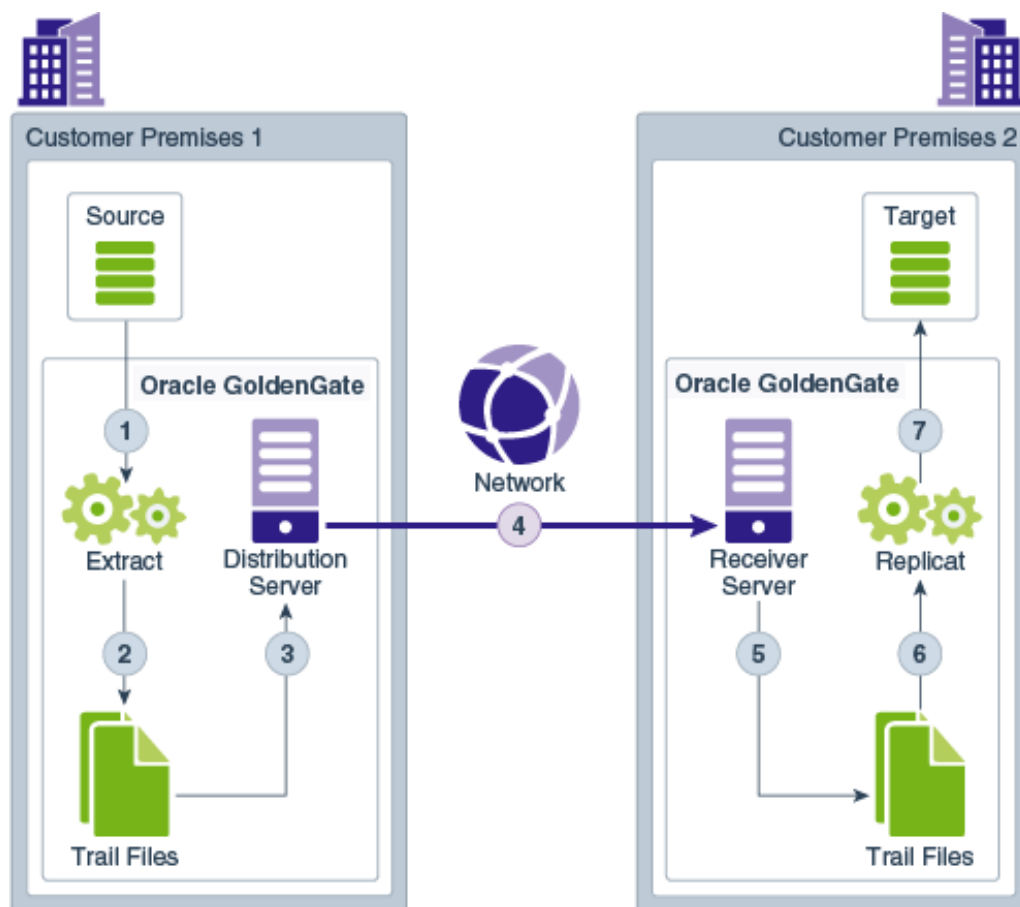 Customer Premises 1
Customer Premises 2
Source
Target
Oracle GoldenGate
Oracle GoldenGate
1
7
Network
4
Extract
Distribution
Server
Receiver
Server
Replicat
2
3
5
6
Trail Files
Trail Files